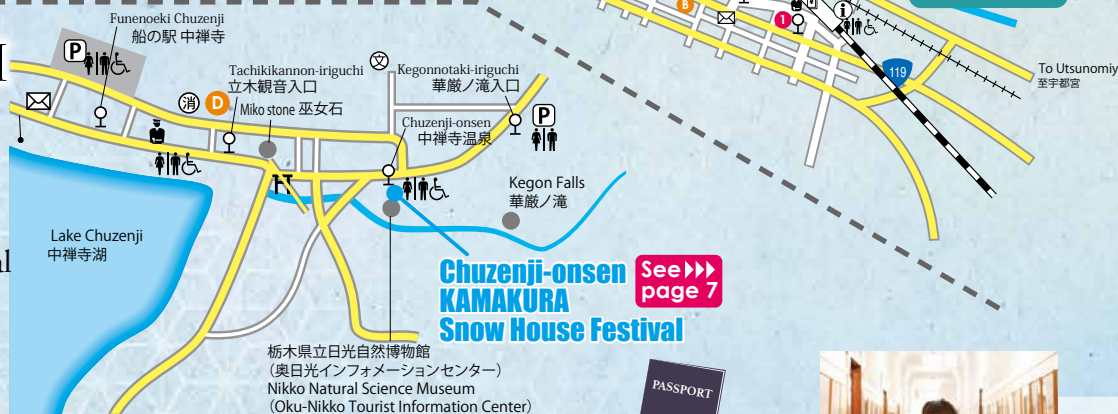 Funenoeki Chuzenji
船の駅 中禅寺
P
Tachikikannon-iriguchi
立木観音入口
消
D
Miko stone 巫女石
文
Kegonnotaki-iriguchi
華厳ノ滝入口
P
Chuzenji-onsen
中禅寺温泉
Kegon Falls
華厳ノ滝
Lake Chuzenji
中禅寺湖
Chuzenji-onsen
KAMAKURA
Snow House Festival
See
page 7
栃木県立日光自然博物館
(奥日光インフォメーションセンター)
Nikko Natural Science Museum
(Oku-Nikko Tourist Information Center)
B
1
i
119
To Utsunomiy
至宇都宮
PASSPORT